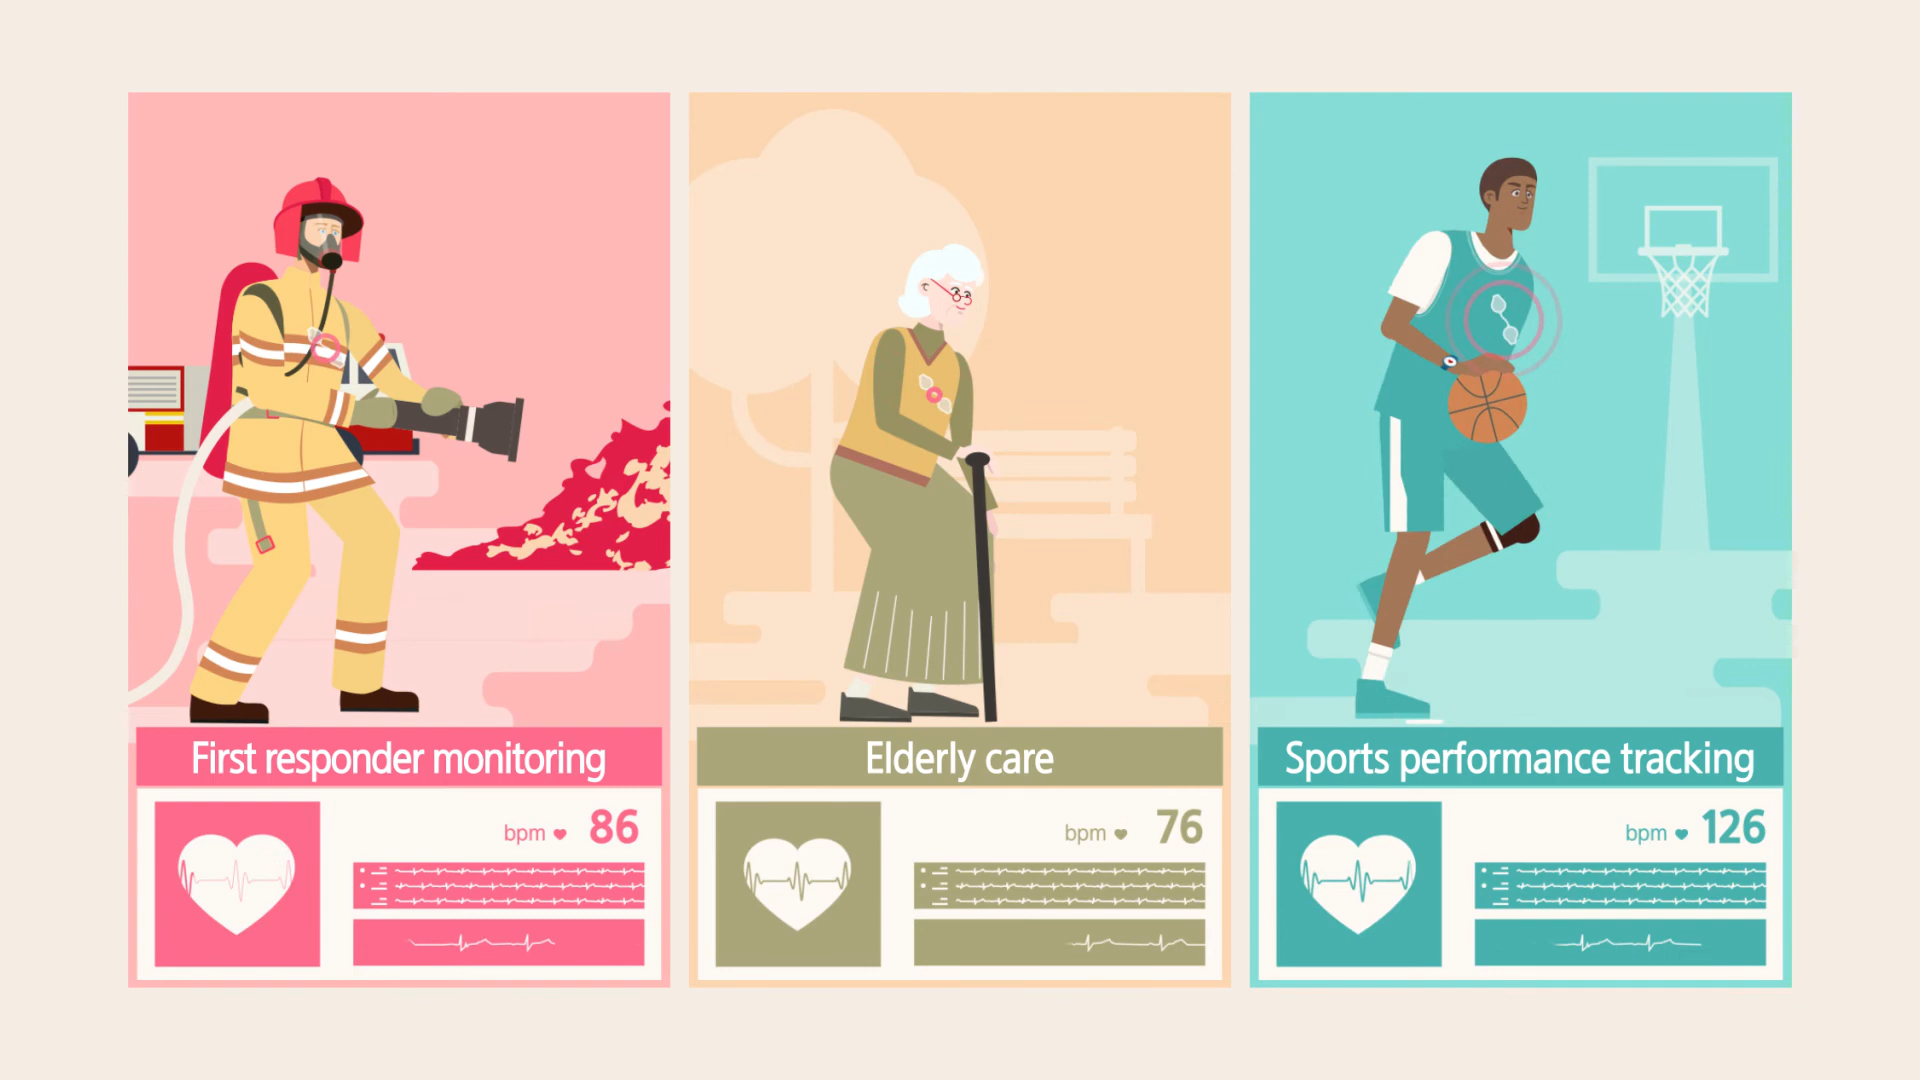 First responder monitoring
bpm 86
Elderly care
bpm 76
Sports performance tracking
bpm 126